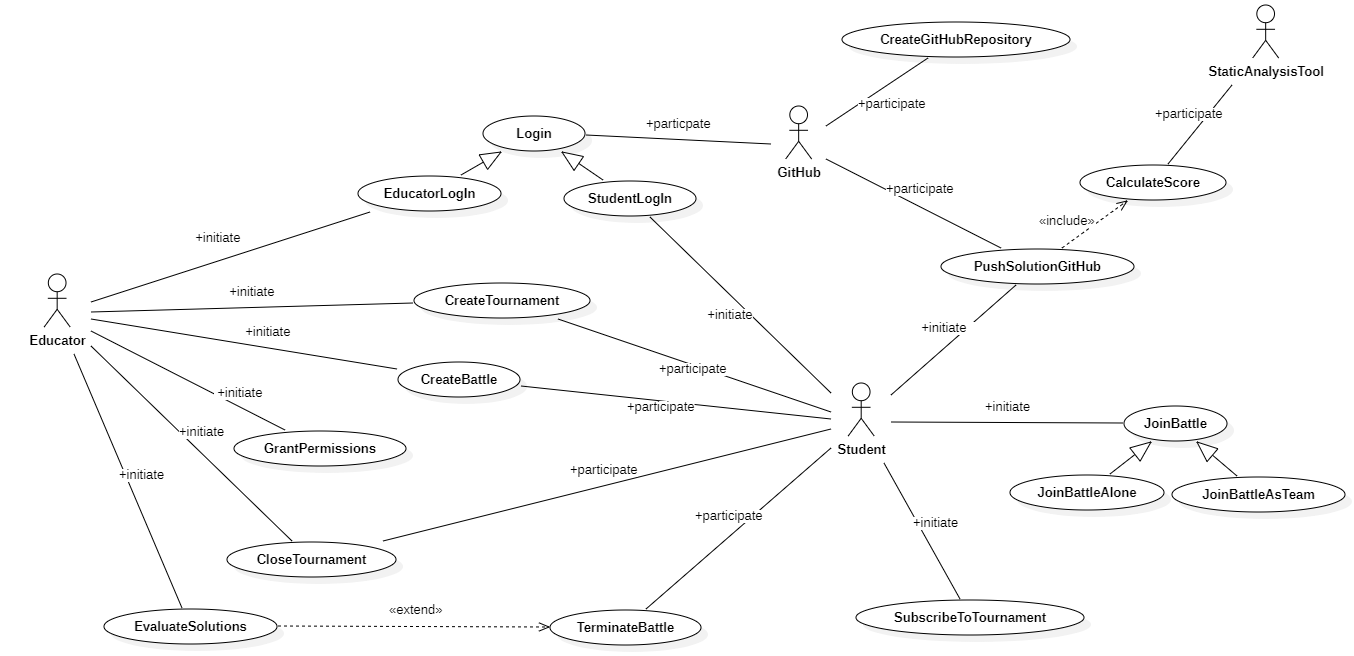 CreateGitHubRepository
StaticAnalysisTool
+participate
+participate
+particpate
Login
GitHub
CalculateScore
EducatorLogIn
StudentLogIn
+participate
«include»
+initiate
PushSolutionGitHub
+initiate
CreateTournament
+initiate
+initiate
+initiate
Educator
+participate
CreateBattle
+initiate
+participate
+initiate
JoinBattle
+initiate
GrantPermissions
Student
+participate
+initiate
JoinBattleAlone
JoinBattleAsTeam
+participate
+initiate
CloseTournament
«extend»
SubscribeToTournament
EvaluateSolutions
TerminateBattle